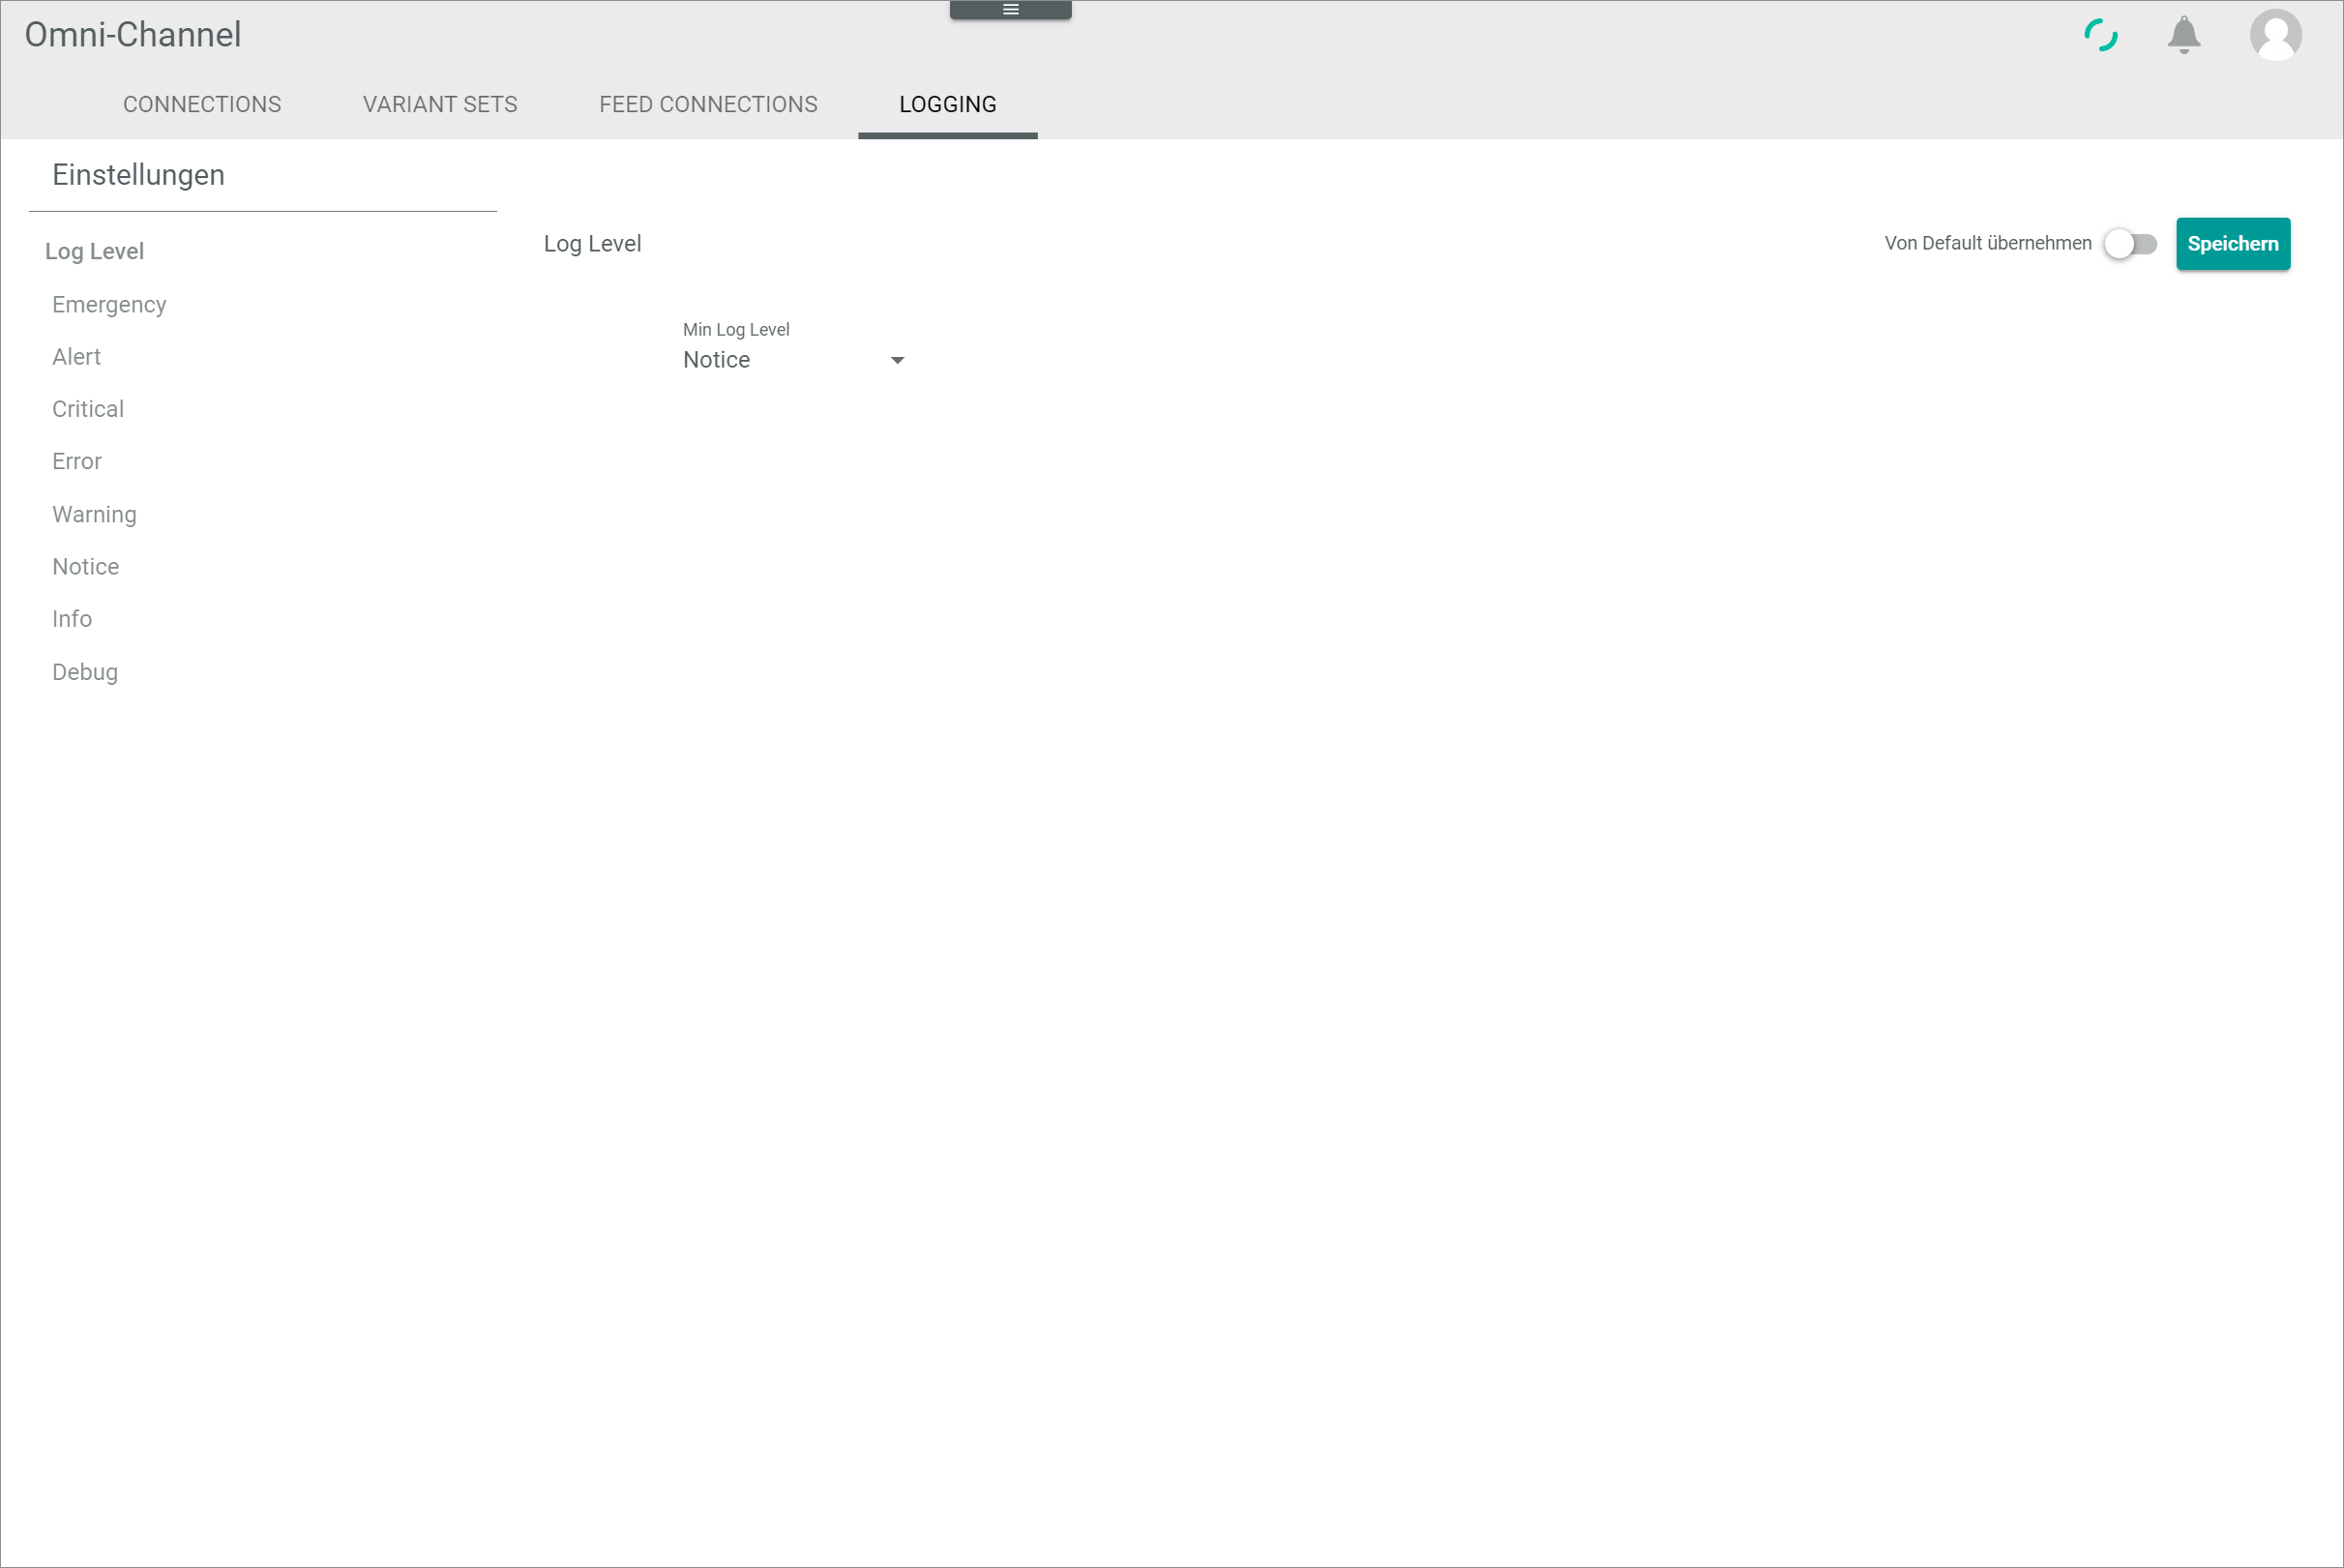 Omni-Channel
CONNECTIONS VARIANT SETS FEED CONNECTIONS LOGGING
Einstellungen
Log Level
Emergency
Alert
Critical
Error
Warning
Notice
Info
Debug
Log Level
Von Default übernehmen Speichern
Min Log Level
Notice